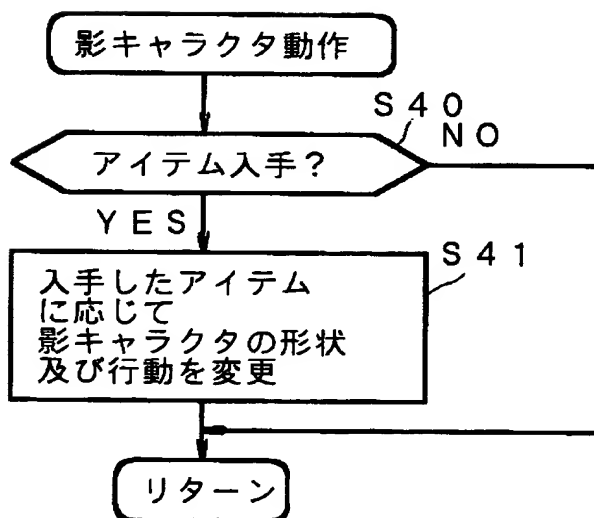 影キャラクタ動作
S40
NO
アイテム入手?
YES
S41
入手したアイテム
に応じて
影キャラクタの形状
及び行動を変更
リターン